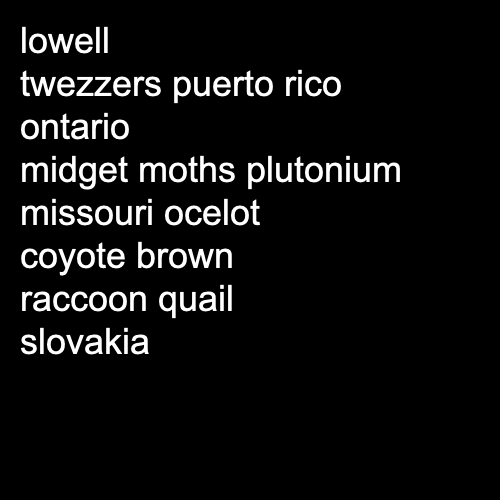 lowell
twezzers puerto rico
ontario
midget moths plutonium
missouri ocelot
coyote brown
raccoon quail
slovakia